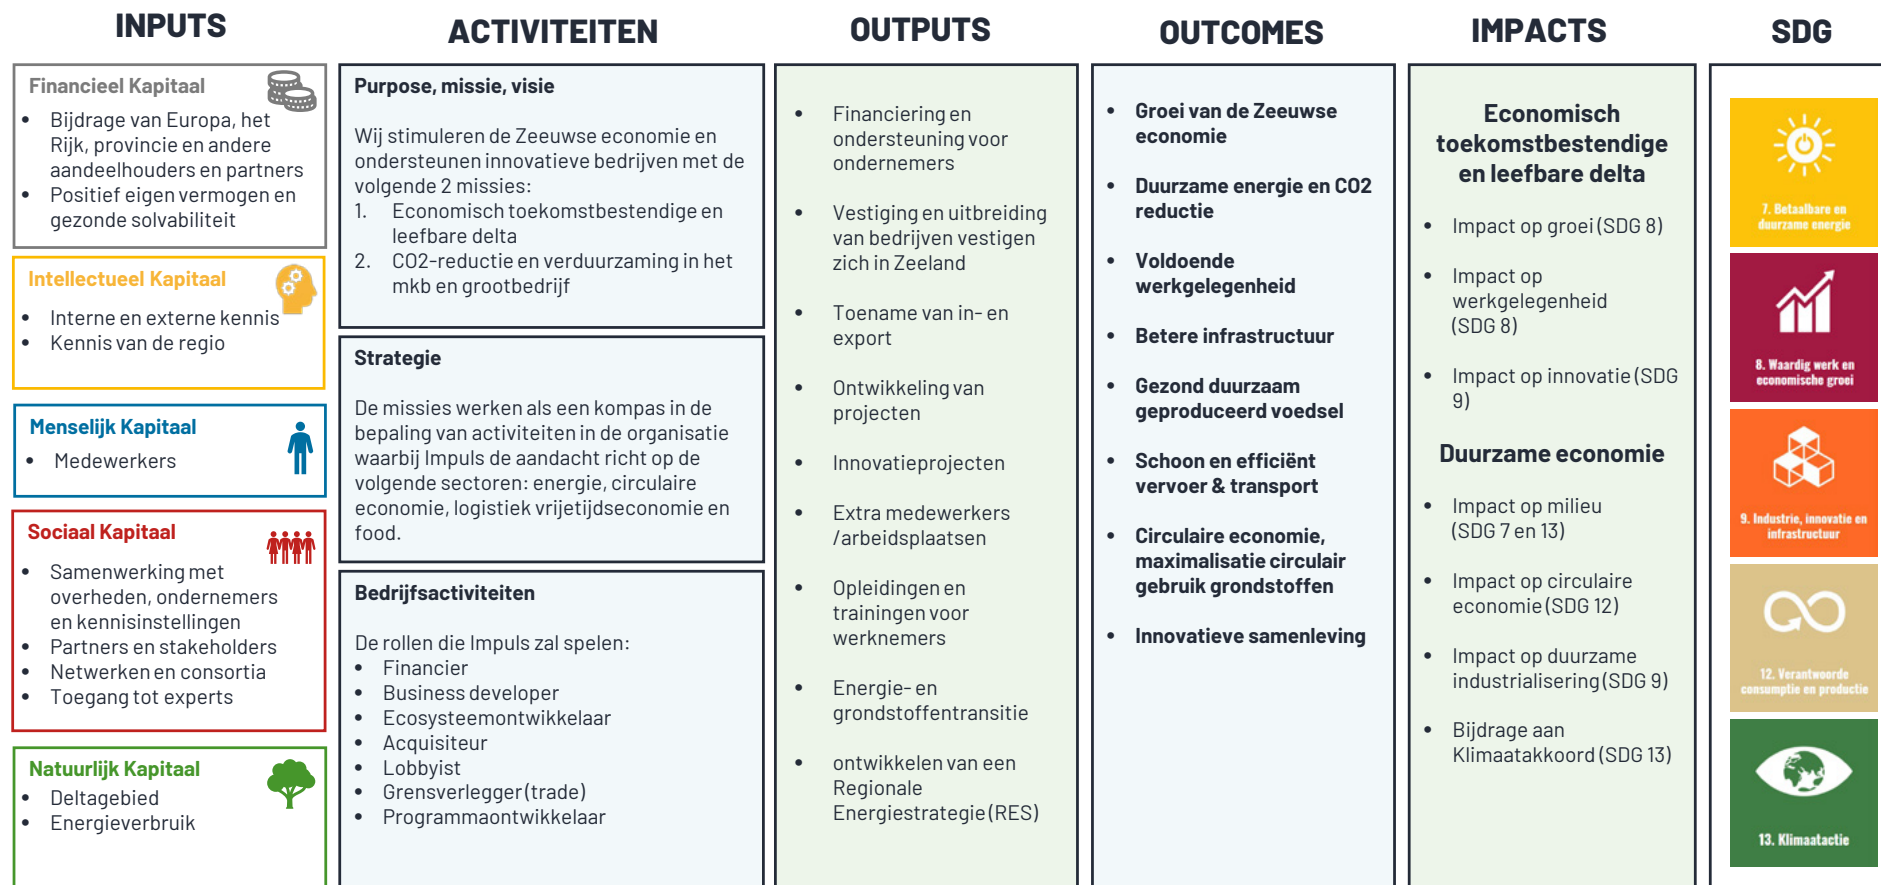 INPUTS
Financieel Kapitaal
• Bijdrage van Europa, het
Rijk, provincie en andere
aandeelhouders en partners
• Positief eigen vermogen en
gezonde solvabiliteit
Intellectueel Kapitaal
• Interne en externe kennis
• Kennis van de regio
Menselijk Kapitaal
• Medewerkers
Sociaal Kapitaal
• Samenwerking met
overheden, ondernemers
en kennisinstellingen
• Partners en stakeholders
• Netwerken en consortia
• Toegang tot experts
Natuurlijk Kapitaal
• Deltagebied
• Energieverbruik
ACTIVITEITEN
Purpose, missie, visie
Wij stimuleren de Zeeuwse economie en
ondersteunen innovatieve bedrijven met de
volgende 2 missies:
1. Economisch toekomstbestendige en
leefbare delta
2. CO2-reductie en verduurzaming in het
mkb en grootbedrijf
Strategie
De missies werken als een kompas in de
bepaling van activiteiten in de organisatie
waarbij Impuls de aandacht richt op de
volgende sectoren: energie, circulaire
economie, logistiek vrijetijdseconomie en
food.
Bedrijfsactiviteiten
De rollen die Impuls zal spelen:
• Financier
• Business developer
• Ecosysteemontwikkelaar
• Acquisiteur
• Lobbyist
• Grensverlegger (trade)
• Programmaontwikkelaar
OUTPUTS
• Financiering en
ondersteuning voor
ondernemers
• Vestiging en uitbreiding
van bedrijven vestigen
zich in Zeeland
• Toename van in- en
export
• Ontwikkeling van
projecten
• Innovatieprojecten
• Extra medewerkers
/arbeidsplaatsen
• Opleidingen en
trainingen voor
werknemers
• Energie- en
grondstoffentransitie
• ontwikkelen van een
Regionale
Energiestrategie (RES)
OUTCOMES
• Groei van de Zeeuwse
economie
• Duurzame energie en CO2
reductie
• Voldoende
werkgelegenheid
• Betere infrastructuur
• Gezond duurzaam
geproduceerd voedsel
• Schoon en efficiënt
vervoer & transport
• Circulaire economie,
maximalisatie circulair
gebruik grondstoffen
• Innovatieve samenleving
IMPACTS
Economisch
toekomstbestendige
en leefbare delta
• Impact op groei (SDG 8)
• Impact op
werkgelegenheid
(SDG 8)
• Impact op innovatie (SDG
9)
Duurzame economie
• Impact op milieu
(SDG 7 en 13)
• Impact op circulaire
economie (SDG 12)
• Impact op duurzame
industrialisering (SDG 9)
• Bijdrage aan
Klimaatakkoord (SDG 13)
SDG
7. Betaalbare en
duurzame energie
8. Waardig werk en
economische groei
9. Industrie, innovatie en
infrastructuur
12. Verantwoorde
consumptie en productie
13. Klimaatactie